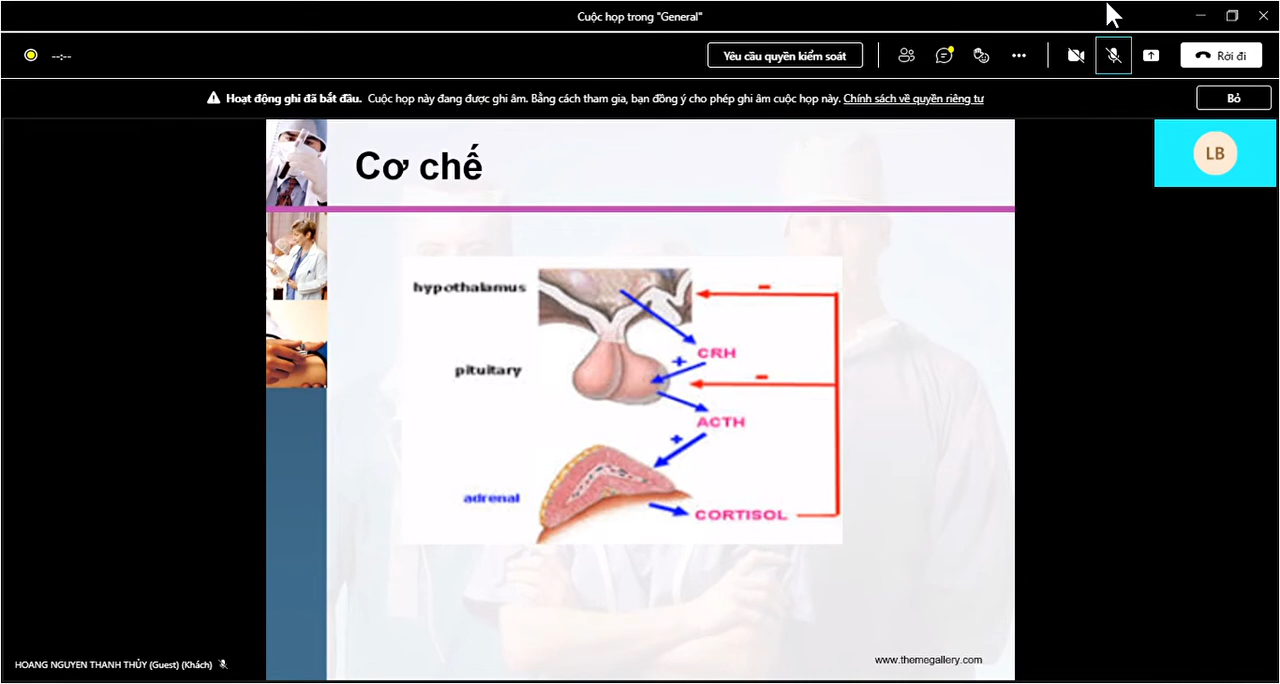 Cuộc họp trong "General"
--:--
Yêu cầu quyền kiểm soát
Rời đi
Hoạt động ghi đã bắt đầu. Cuộc họp này đang được ghi âm. Bằng cách tham gia, bạn đồng ý cho phép ghi âm cuộc họp này. Chính sách về quyền riêng tư
Bỏ
LB
Cơ chế
hypothalamus
-
CRH
+
pituitary
-
ACTH
+
adrenal
CORTISOL
www.themegallery.com
HOANG NGUYEN THANH THỦY (Guest) (Khách)